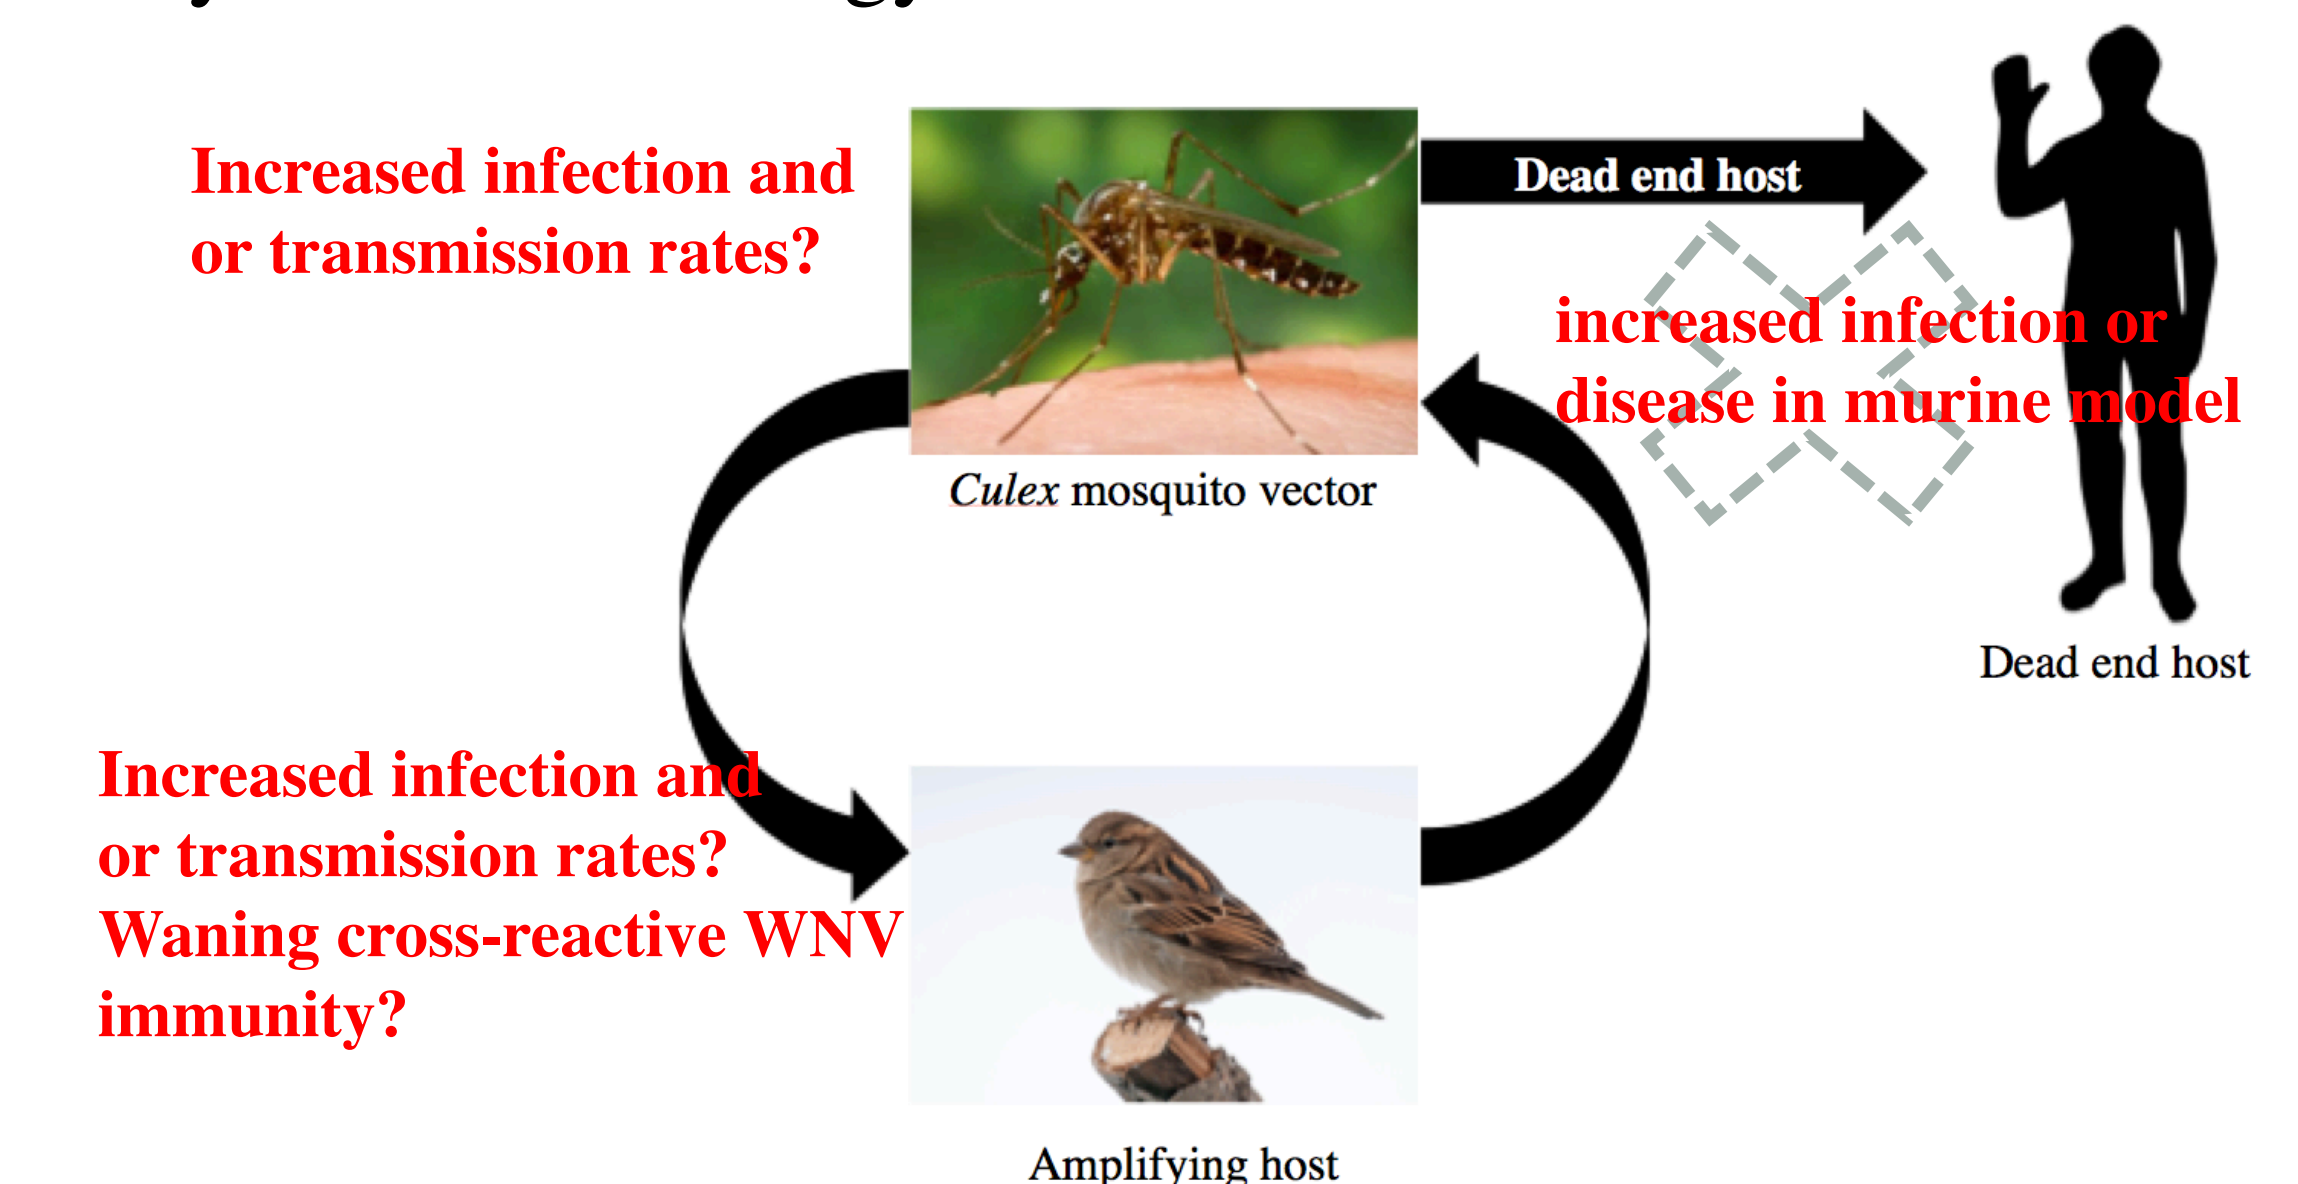 Increased infection and
or transmission rates?
Dead end host
increased infection or
disease in murine model
Culex mosquito vector
Dead end host
Increased infection and
or transmission rates?
Waning cross-reactive WNV
immunity?
Amplifying host